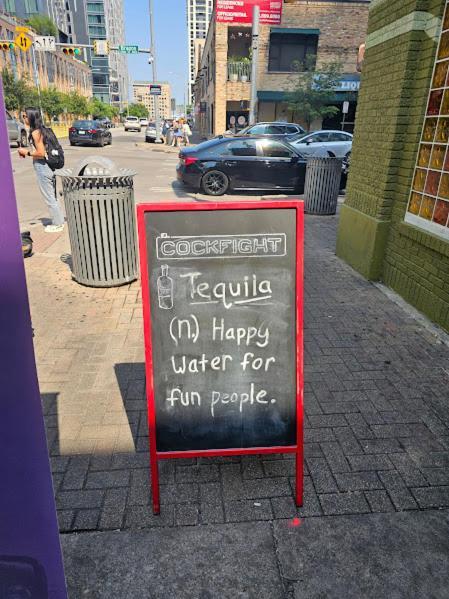 COCKFIGHT
Tequila
(n.) Happy
Water for
fun people.